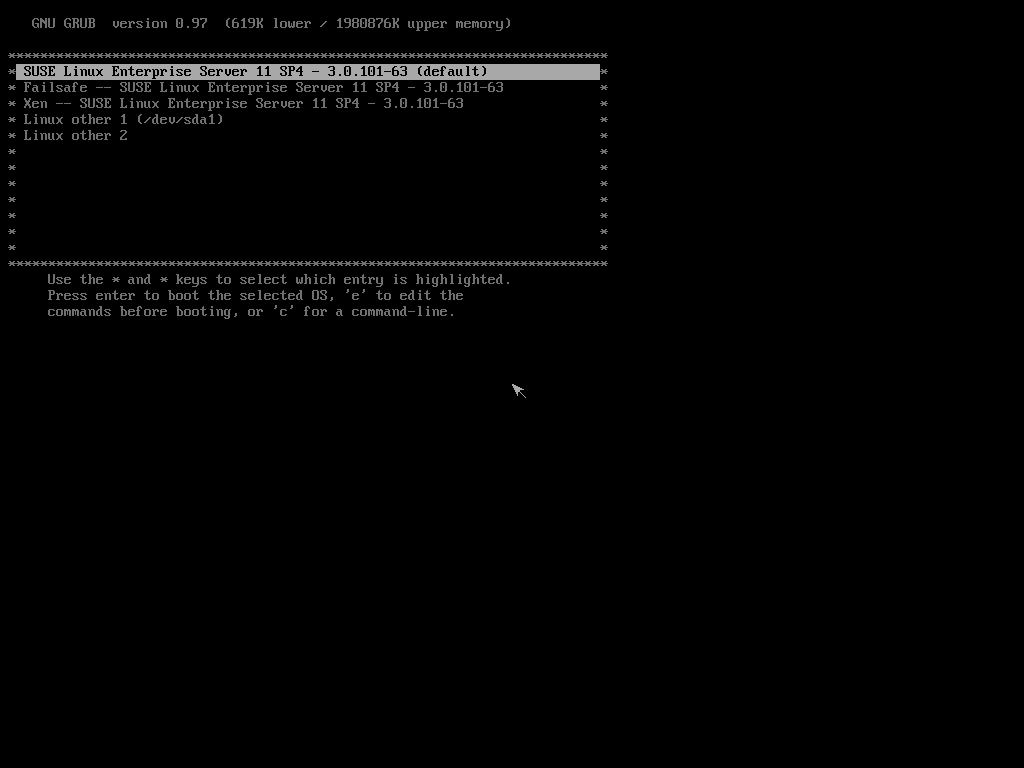 GNU GRUB  version 0.97  (619K lower / 1980876K upper memory)
***************************************************************************
* SUSE Linux Enterprise Server 11 SP4 - 3.0.101-63 (default) *
* Failsafe -- SUSE Linux Enterprise Server 11 SP4 - 3.0.101-63 *
* Xen -- SUSE Linux Enterprise Server 11 SP4 - 3.0.101-63 *
* Linux other 1 (/dev/sda1) *
* Linux other 2 *
* *
* *
* *
* *
* *
* *
* *
***************************************************************************
Use the * and * keys to select which entry is highlighted.
Press enter to boot the selected OS, 'e' to edit the
commands before booting, or 'c' for a command-line.